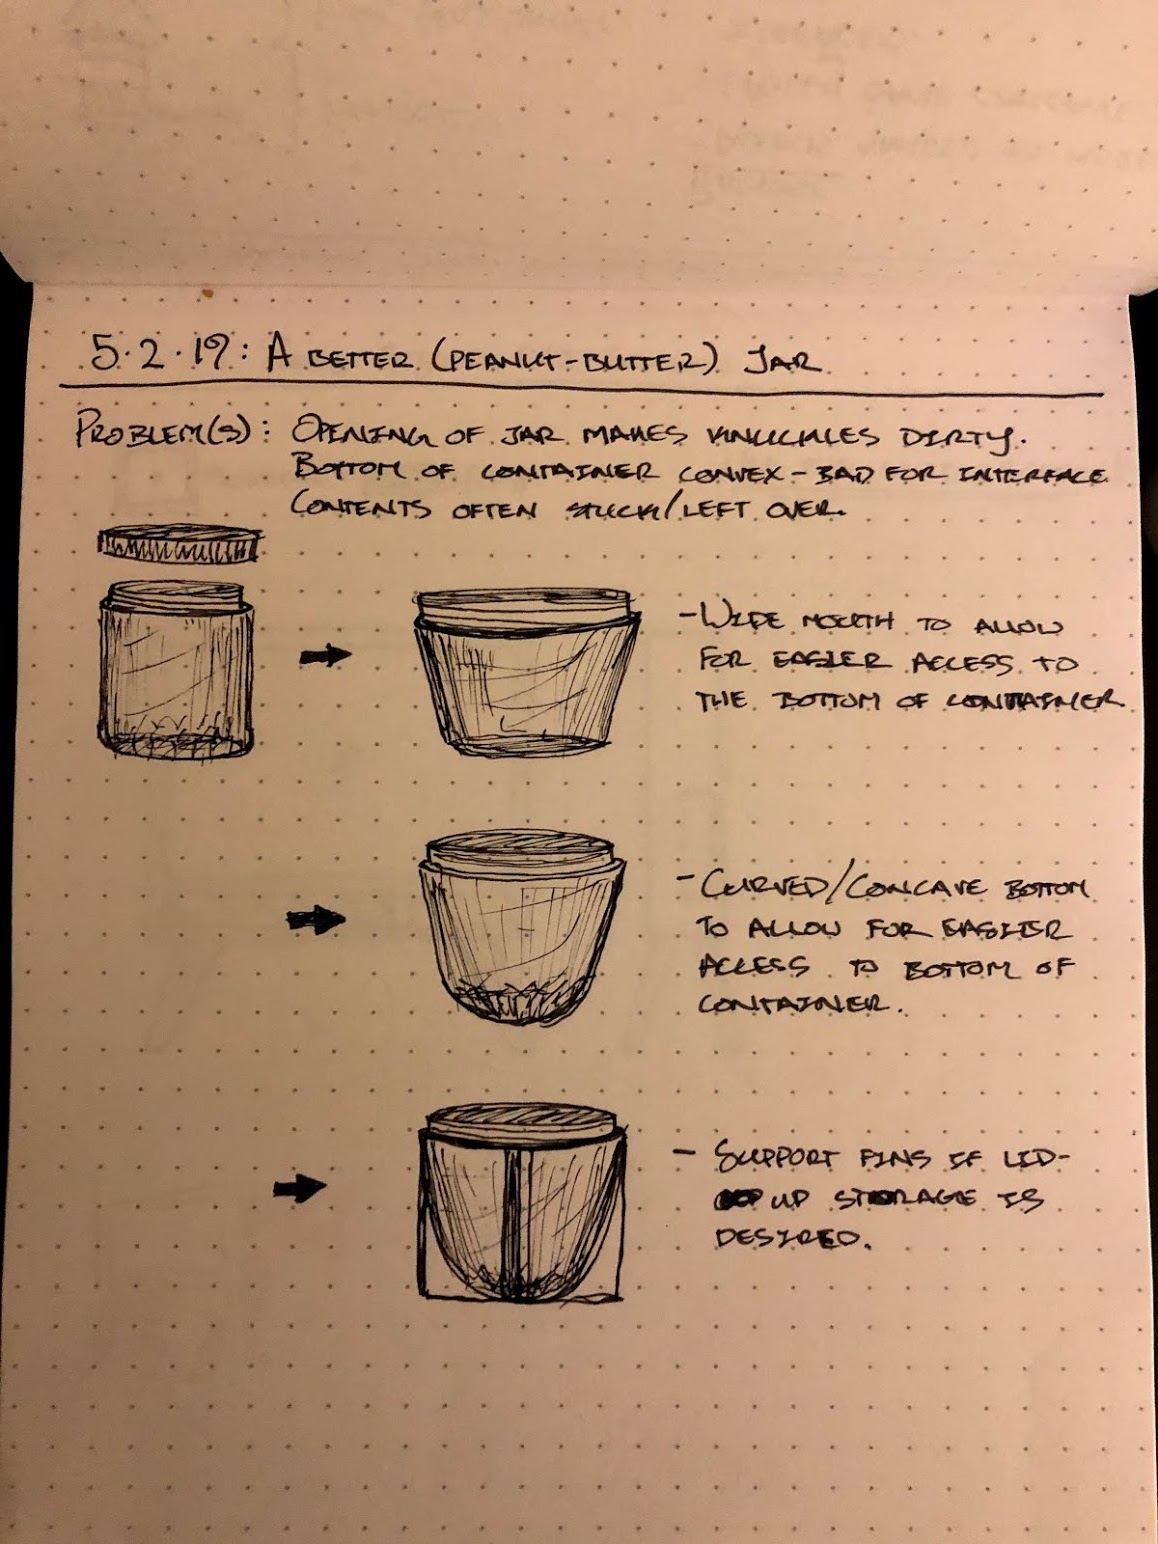 5.2.19: A BETTER (PEANUT-BUTTER) JAR
PROBLEM(S): OPENING OF JAR MAKES KNUCKLES DIRTY.
BOTTOM OF CONTAINER CONVEX - BAD FOR INTERFACE
CONTENTS OFTEN STUCK/LEFT OVER.
- WIDE MOUTH TO ALLOW
FOR EASIER ACCESS TO
THE BOTTOM OF CONTAINER
- CURVED/CONCAVE BOTTOM
TO ALLOW FOR EASIER
ACCESS TO BOTTOM OF
CONTAINER.
- SUPPORT FINS IF LID-
UP STORAGE IS
DESIRED.